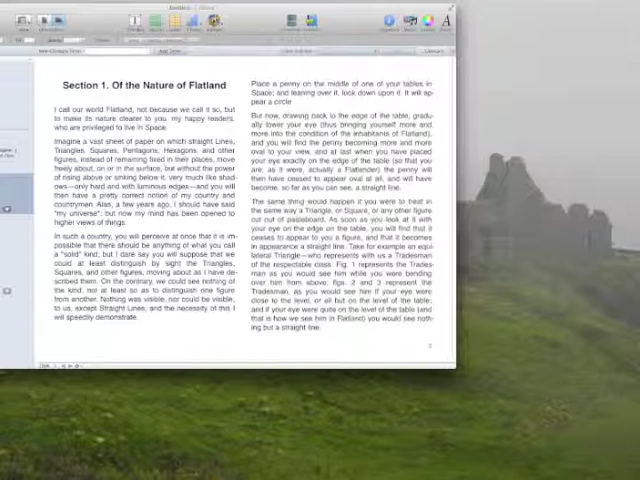 Section 1. Of the Nature of Flatland
I call our world Flatland, not because we call it so, but
to make its nature clearer to you, my happy readers,
who are privileged to live in Space.
Imagine a vast sheet of paper on which straight Lines,
Triangles, Squares, Pentagons, Hexagons, and other
figures, instead of remaining fixed in their places, move
freely about, on or in the surface, but without the power
of rising above or sinking below it, very much like shad-
ows—only hard and with luminous edges—and you will
then have a pretty correct notion of my country and
countrymen. Alas, a few years ago, I should have said
"my universe": but now my mind has been opened to
higher views of things.
In such a country, you will perceive at once that it is im-
possible that there should be anything of what you call
a "solid" kind; but I dare say you will suppose that we
could at least distinguish by sight the Triangles,
Squares, and other figures, moving about as I have de-
scribed them. On the contrary, we could see nothing of
the kind, not at least so as to distinguish one figure
from another. Nothing was visible, nor could be visible,
to us, except Straight Lines; and the necessity of this I
will speedily demonstrate.
Place a penny on the middle of one of your tables in
Space; and leaning over it, look down upon it. It will ap-
pear a circle
But now, drawing back to the edge of the table, gradu-
ally lower your eye (thus bringing yourself more and
more into the condition of the inhabitants of Flatland),
and you will find the penny becoming more and more
oval to your view, and at last when you have placed
your eye exactly on the edge of the table (so that you
are, as it were, actually a Flatlander) the penny will
then have ceased to appear oval at all, and will have
become, so far as you can see, a straight line.
The same thing would happen if you were to treat in
the same way a Triangle, or Square, or any other figure
cut out of pasteboard. As soon as you look at it with
your eye on the edge on the table, you will find that it
ceases to appear to you a figure, and that it becomes
in appearance a straight line. Take for example an equi-
lateral Triangle—who represents with us a Tradesman
of the respectable class. Fig. 1 represents the Trades-
man as you would see him while you were bending
over him from above; figs. 2 and 3 represent the
Tradesman, as you would see him if your eye were
close to the level, or all but on the level of the table;
and if your eye were quite on the level of the table (and
that is how we see him in Flatland) you would see noth-
ing but a straight line.